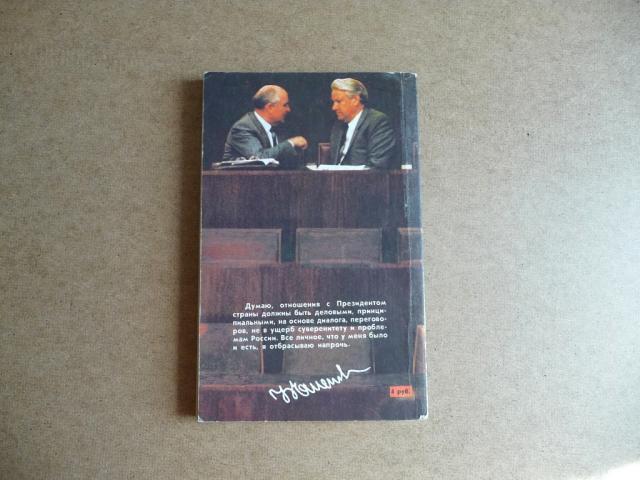 Думаю, отношения с Президентом
страны должны быть деловыми, принци-
пиальными, на основе диалога, перегово-
ров, не в ущерб суверенитету и пробле-
мам России. Все личное, что у меня было
и есть, я отбрасываю напрочь.
4 руб.